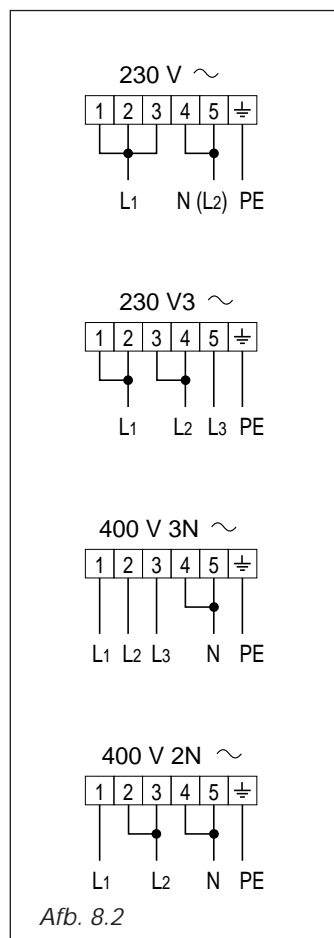 230 V ~
1 2 3 4 5 ⏚
L1 N (L2) PE
230 V3 ~
1 2 3 4 5 ⏚
L1 L2 L3 PE
400 V 3N ~
1 2 3 4 5 ⏚
L1 L2 L3 N PE
400 V 2N ~
1 2 3 4 5 ⏚
L1 L2 N PE
Afb. 8.2